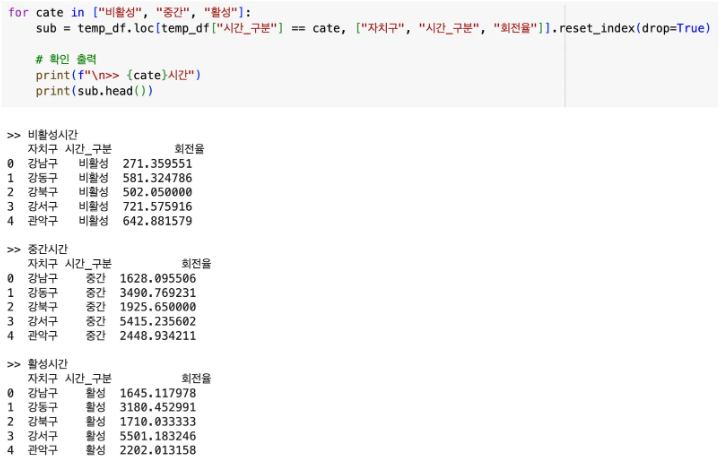 for cate in ["비활성", "중간", "활성"]:
    sub = temp_df.loc[temp_df["시간_구분"] == cate, ["자치구", "시간_구분", "회전율"]].reset_index(drop=True)
    # 확인 출력
    print(f"\n>> {cate}시간")
    print(sub.head())
>> 비활성시간
자치구 시간_구분 회전율
0 강남구 비활성 271.359551
1 강동구 비활성 581.324786
2 강북구 비활성 502.050000
3 강서구 비활성 721.575916
4 관악구 비활성 642.881579
>> 중간시간
자치구 시간_구분 회전율
0 강남구 중간 1628.095506
1 강동구 중간 3490.769231
2 강북구 중간 1925.650000
3 강서구 중간 5415.235602
4 관악구 중간 2448.934211
>> 활성시간
자치구 시간_구분 회전율
0 강남구 활성 1645.117978
1 강동구 활성 3180.452991
2 강북구 활성 1710.033333
3 강서구 활성 5501.183246
4 관악구 활성 2202.013158